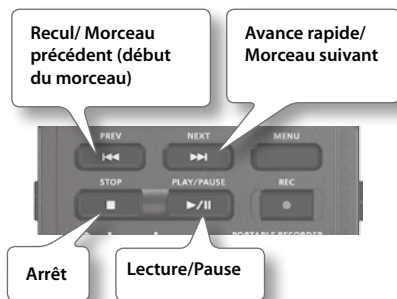 Recul/ Morceau
précédent (début
du morceau)
Avance rapide/
Morceau suivant
PREV
NEXT
MENU
STOP
PLAY/PAUSE
REC
PORTABLE RECORDER
Arrêt
Lecture/Pause